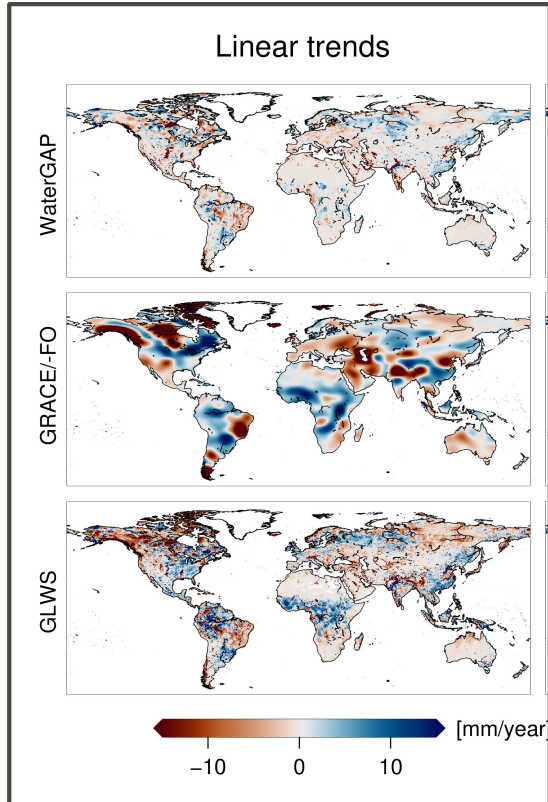 Linear trends
WaterGAP
GRACE/-FO
GLWS
[mm/year]
−10 0 10